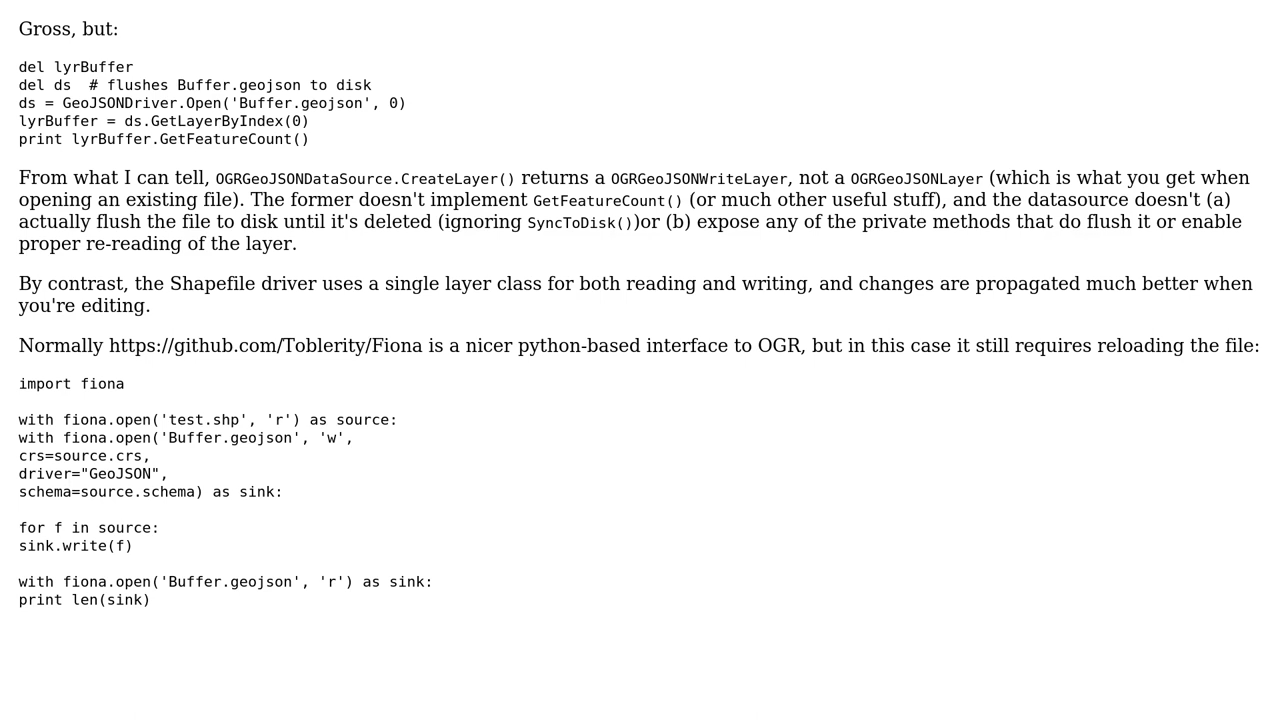 Gross, but:
del lyrBuffer
del ds  # flushes Buffer.geojson to disk
ds = GeoJSONDriver.Open('Buffer.geojson', 0)
lyrBuffer = ds.GetLayerByIndex(0)
print lyrBuffer.GetFeatureCount()
From what I can tell, OGRGeoJSONDataSource.CreateLayer() returns a OGRGeoJSONWriteLayer, not a OGRGeoJSONLayer (which is what you get when
opening an existing file). The former doesn't implement GetFeatureCount() (or much other useful stuff), and the datasource doesn't (a)
actually flush the file to disk until it's deleted (ignoring SyncToDisk())or (b) expose any of the private methods that do flush it or enable
proper re-reading of the layer.
By contrast, the Shapefile driver uses a single layer class for both reading and writing, and changes are propagated much better when
you're editing.
Normally https://github.com/Toblerity/Fiona is a nicer python-based interface to OGR, but in this case it still requires reloading the file:
import fiona
with fiona.open('test.shp', 'r') as source:
with fiona.open('Buffer.geojson', 'w',
crs=source.crs,
driver="GeoJSON",
schema=source.schema) as sink:
for f in source:
sink.write(f)
with fiona.open('Buffer.geojson', 'r') as sink:
print len(sink)